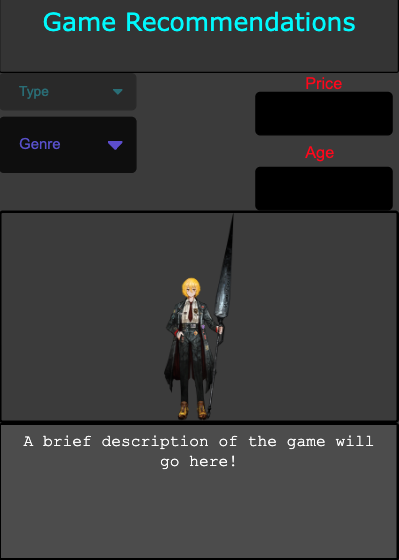 Game Recommendations
Type
Price
Genre
Age
A brief description of the game will
go here!